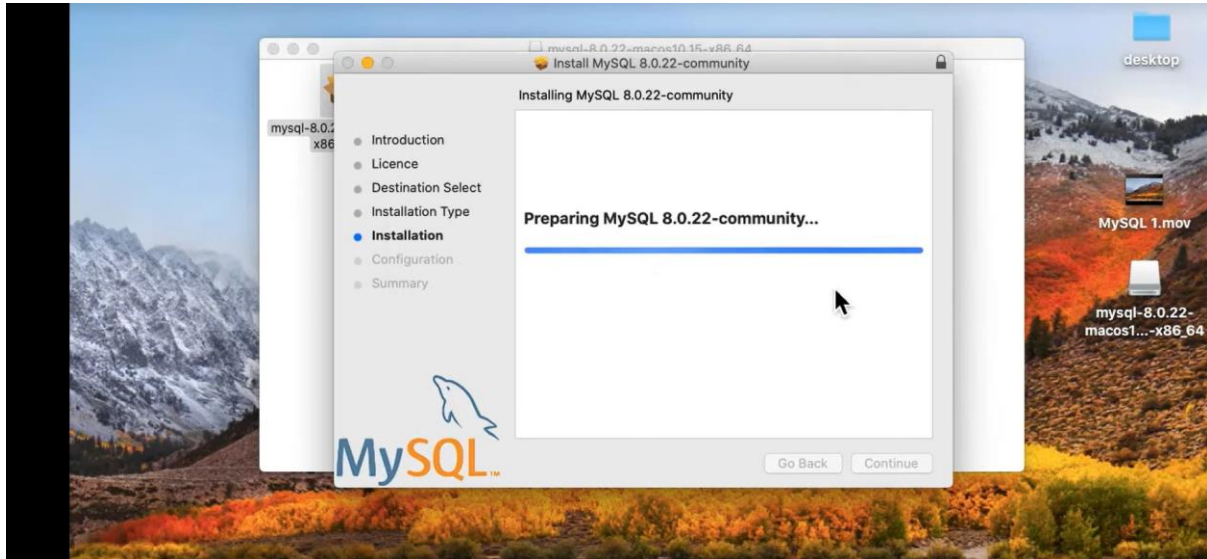 mysql-8.0.22-macos10.15-x86_64
Install MySQL 8.0.22-community
Installing MySQL 8.0.22-community
mysql-8.0.2
x86
Introduction
Licence
Destination Select
Installation Type
Installation
Configuration
Summary
Preparing MySQL 8.0.22-community...
MySQL™
Go Back
Continue
desktop
MySQL 1.mov
mysql-8.0.22-
macos1...-x86_64